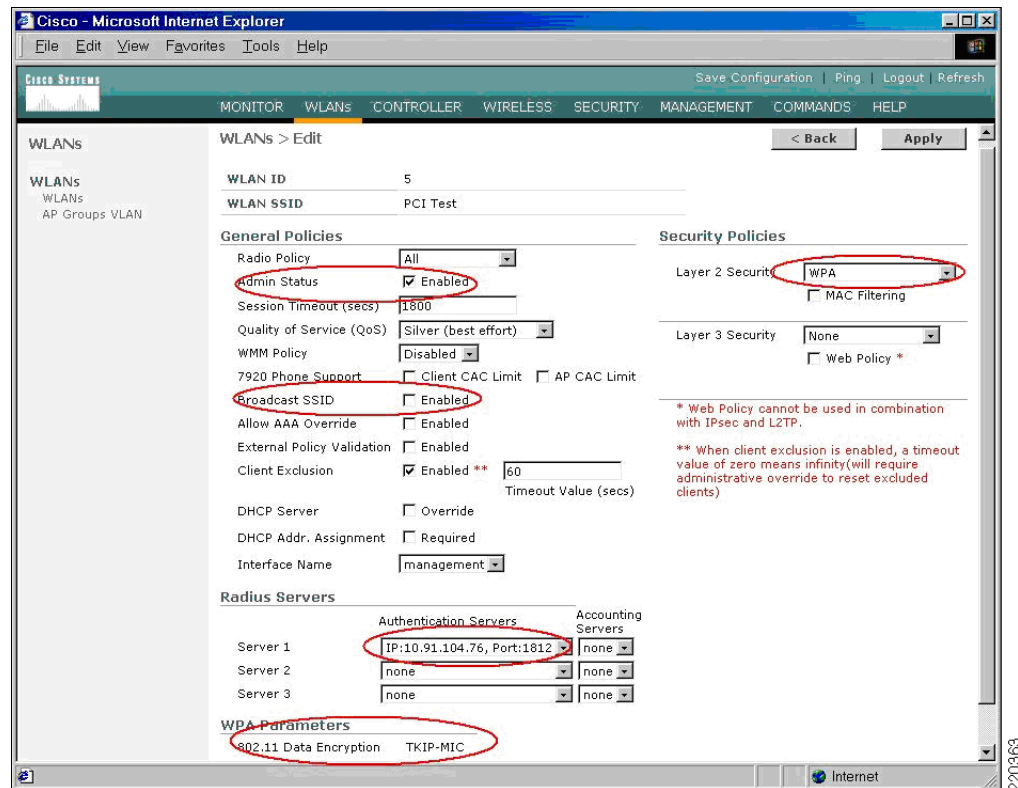 Cisco - Microsoft Internet Explorer
File Edit View Favorites Tools Help
CISCO SYSTEMS
Save Configuration | Ping | Logout | Refresh
MONITOR WLANs CONTROLLER WIRELESS SECURITY MANAGEMENT COMMANDS HELP
WLANs
WLANs
WLANs
AP Groups VLAN
WLANs > Edit
< Back Apply
WLAN ID 5
WLAN SSID PCI Test
General Policies
Radio Policy All
Admin Status Enabled
Session Timeout (secs) 1800
Quality of Service (QoS) Silver (best effort)
WMM Policy Disabled
7920 Phone Support Client CAC Limit AP CAC Limit
Broadcast SSID Enabled
Allow AAA Override Enabled
External Policy Validation Enabled
Client Exclusion Enabled ** 60
Timeout Value (secs)
DHCP Server Override
DHCP Addr. Assignment Required
Interface Name management
Security Policies
Layer 2 Security WPA
MAC Filtering
Layer 3 Security None
Web Policy *
* Web Policy cannot be used in combination
with IPsec and L2TP.
** When client exclusion is enabled, a timeout
value of zero means infinity(will require
administrative override to reset excluded
clients)
Radius Servers
Authentication Servers Accounting
Servers
Server 1 IP:10.91.104.76, Port:1812 none
Server 2 none none
Server 3 none none
WPA Parameters
802.11 Data Encryption TKIP-MIC
Internet
220363